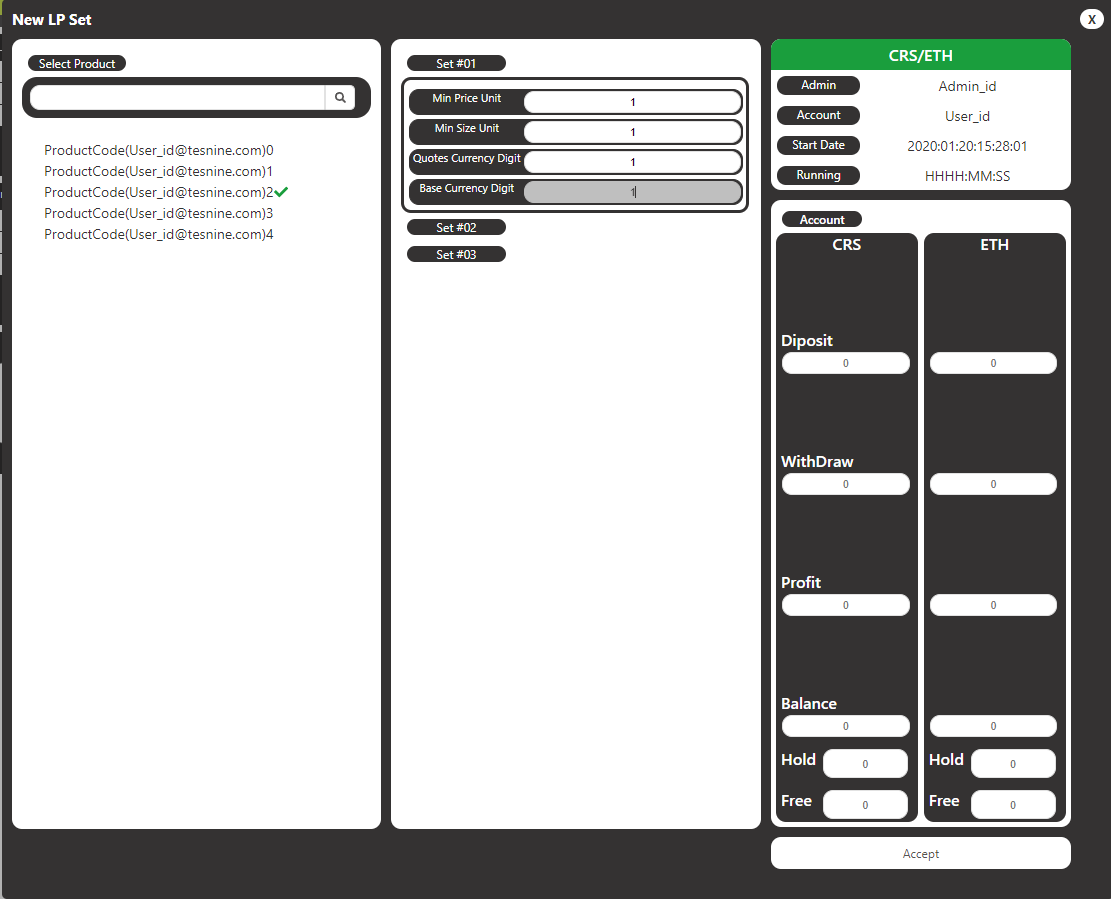 New LP Set
X
Select Product
ProductCode(User_id@tesnine.com)0
ProductCode(User_id@tesnine.com)1
ProductCode(User_id@tesnine.com)2
ProductCode(User_id@tesnine.com)3
ProductCode(User_id@tesnine.com)4
Set #01
Min Price Unit 1
Min Size Unit 1
Quotes Currency Digit 1
Base Currency Digit 1
Set #02
Set #03
CRS/ETH
Admin Admin_id
Account User_id
Start Date 2020:01:20:15:28:01
Running HHHH:MM:SS
Account
CRS ETH
Diposit
0 0
WithDraw
0 0
Profit
0 0
Balance
0 0
Hold 0 Hold 0
Free 0 Free 0
Accept